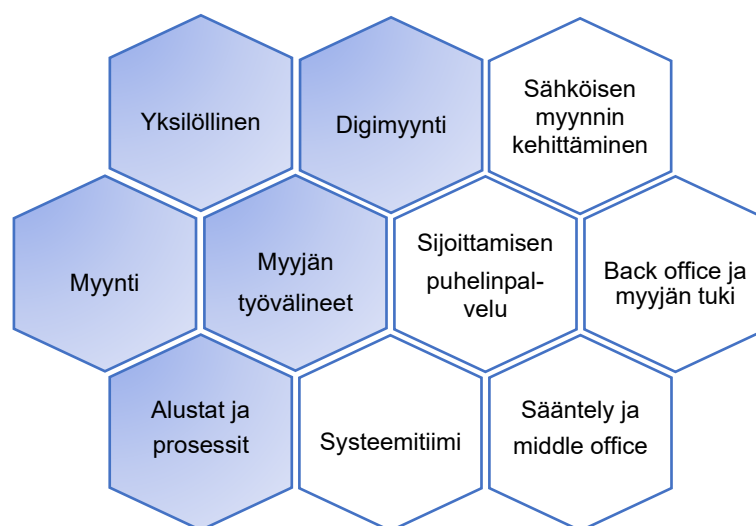 Yksilöllinen
Digimyynti
Sähköisen
myynnin
kehittäminen
Myynti
Myyjän
työvälineet
Sijoittamisen
puhelinpal-
velu
Back office ja
myyjän tuki
Alustat ja
prosessit
Systeemitiimi
Sääntely ja
middle office